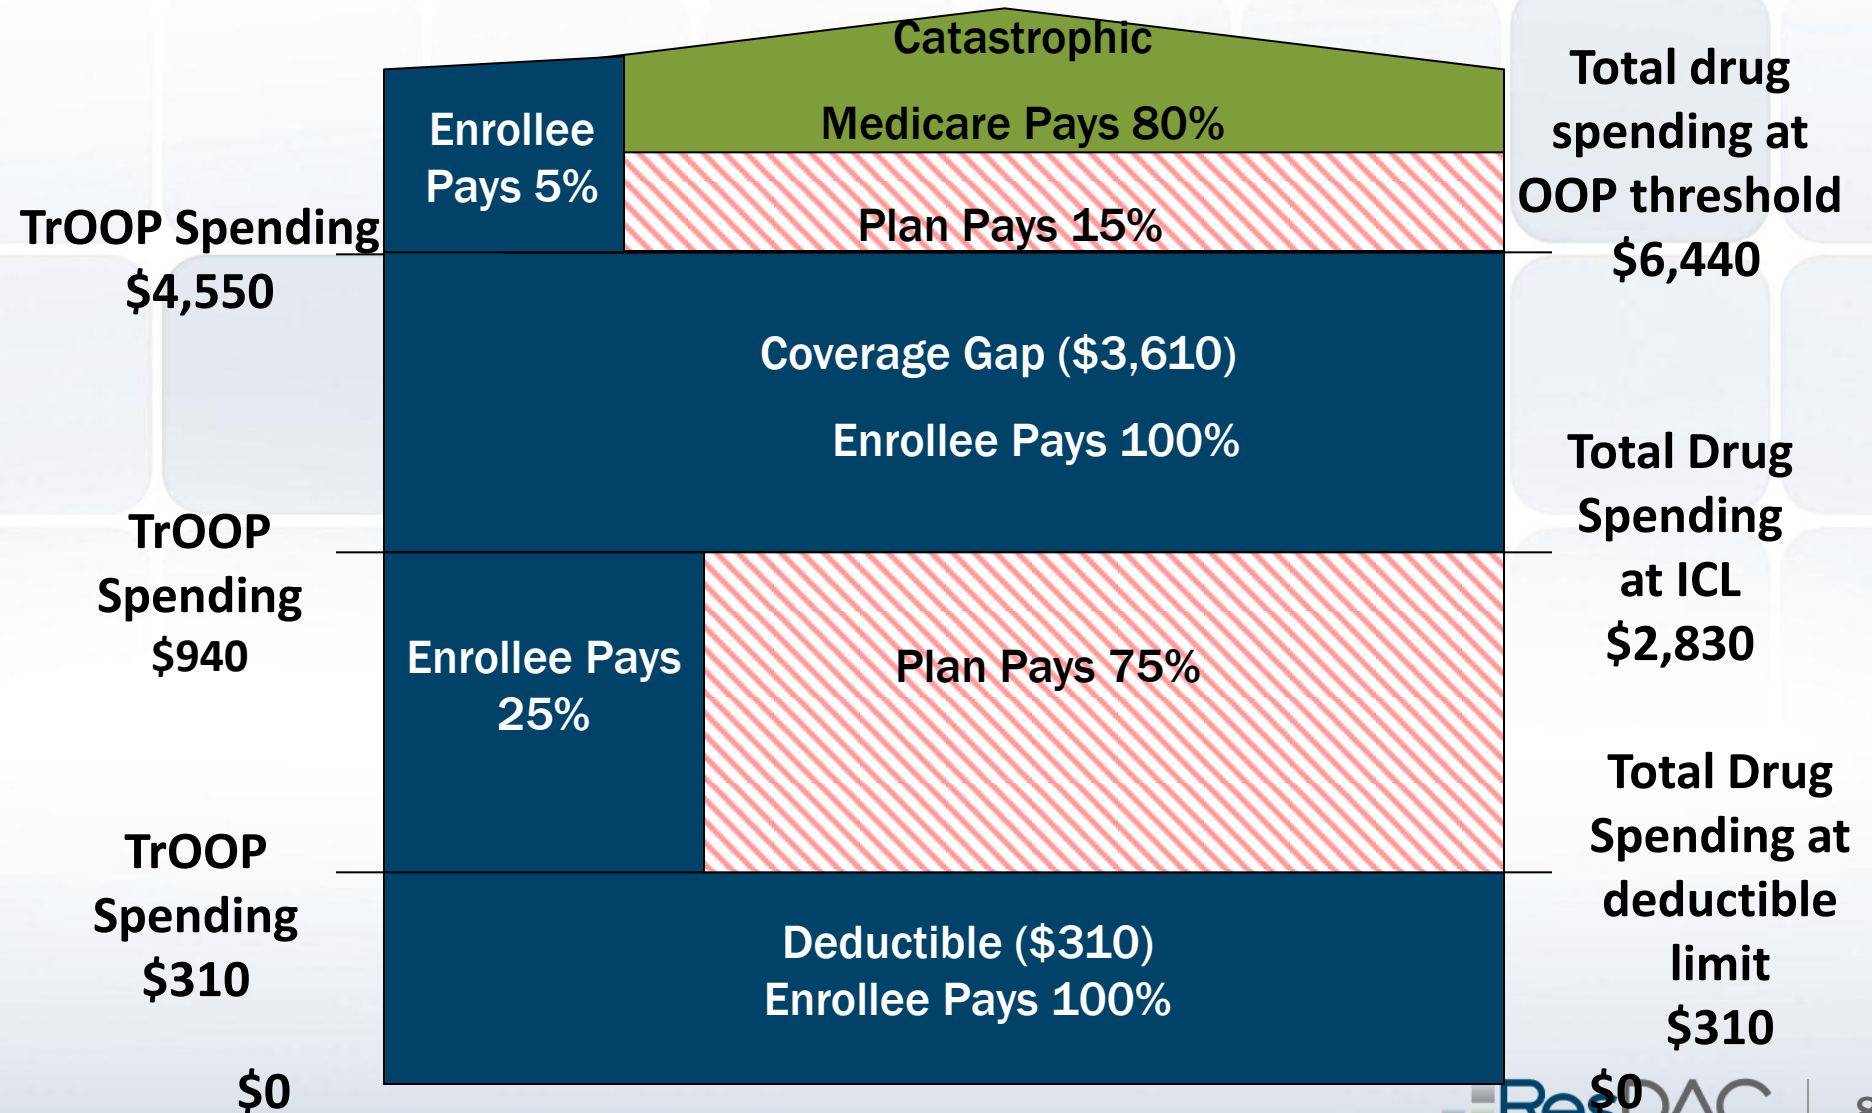 Catastrophic
Medicare Pays 80%
Enrollee
Pays 5%
Plan Pays 15%
TrOOP Spending
$4,550
Total drug
spending at
OOP threshold
$6,440
Coverage Gap ($3,610)
Enrollee Pays 100%
TrOOP
Spending
$940
Total Drug
Spending
at ICL
$2,830
Enrollee Pays
25%
Plan Pays 75%
TrOOP
Spending
$310
Total Drug
Spending at
deductible
limit
$310
Deductible ($310)
Enrollee Pays 100%
$0
$0
ResDAC